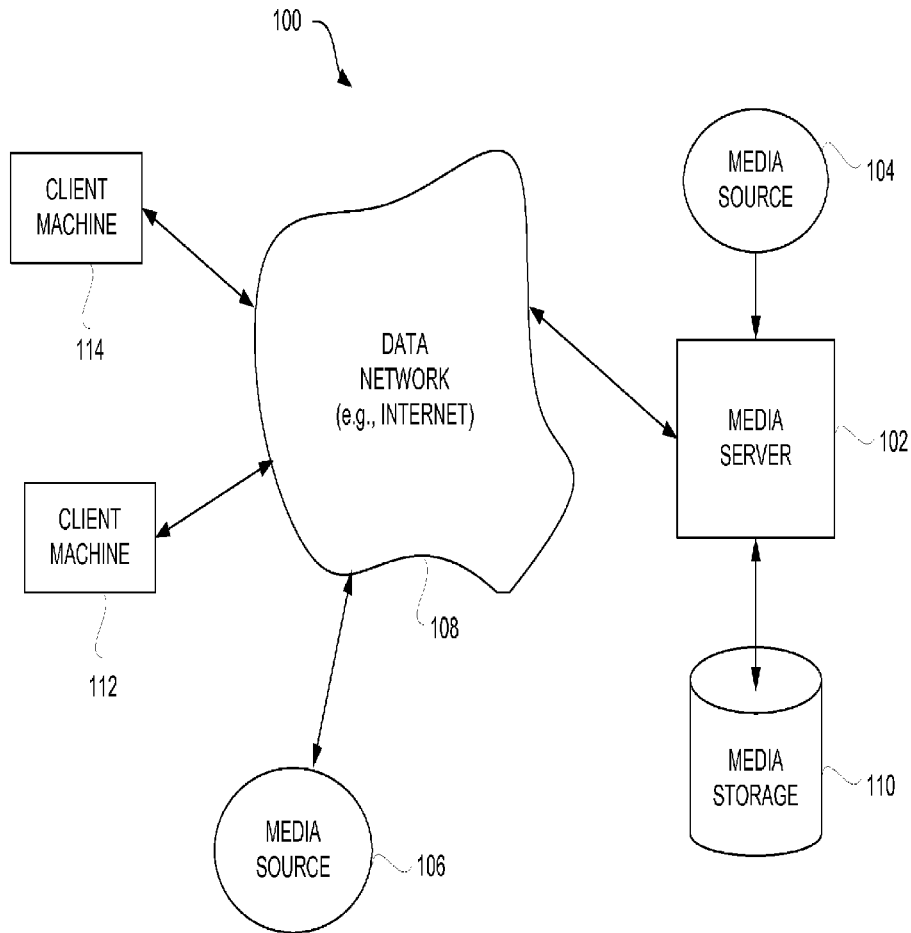 100
MEDIA
SOURCE
104
CLIENT
MACHINE
114
DATA
NETWORK
(e.g., INTERNET)
MEDIA
SERVER
102
CLIENT
MACHINE
112
108
MEDIA
STORAGE
110
MEDIA
SOURCE
106